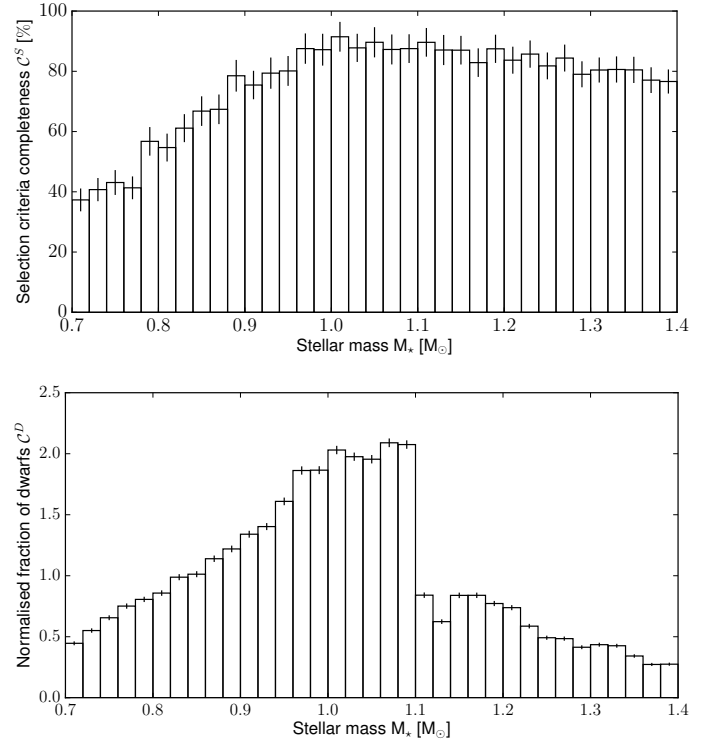 100
80
60
40
20
0
Selection criteria completeness 𝒞^S [%]
0.7 0.8 0.9 1.0 1.1 1.2 1.3 1.4
Stellar mass M⋆ [M⊙]
2.5
2.0
1.5
1.0
0.5
0.0
Normalised fraction of dwarfs 𝒞^D
0.7 0.8 0.9 1.0 1.1 1.2 1.3 1.4
Stellar mass M⋆ [M⊙]